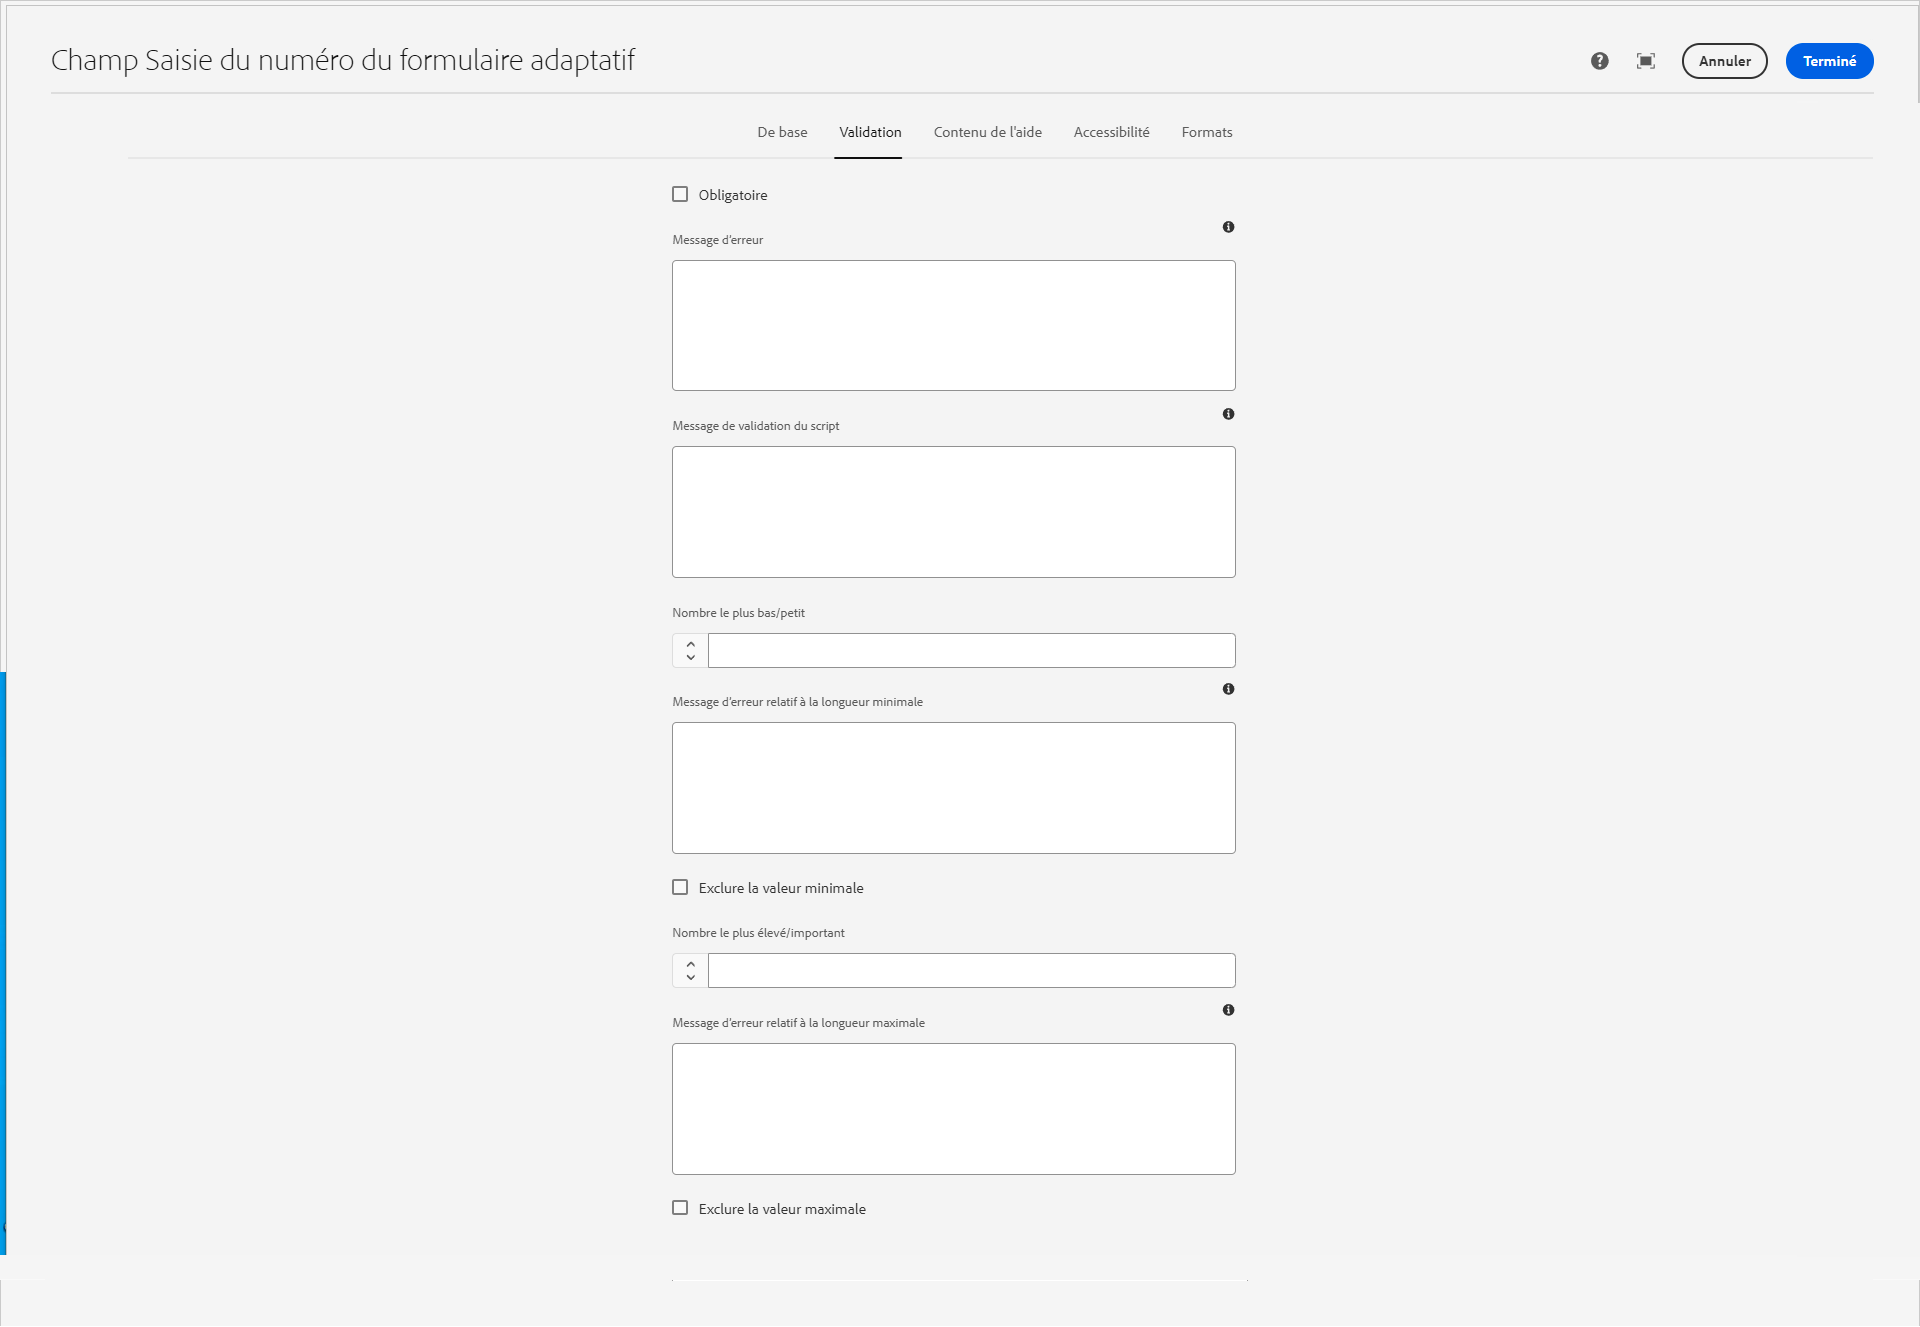 Champ Saisie du numéro du formulaire adaptatif
Annuler
Terminé
De base
Validation
Contenu de l'aide
Accessibilité
Formats
Obligatoire
Message d'erreur
Message de validation du script
Nombre le plus bas/petit
Message d'erreur relatif à la longueur minimale
Exclure la valeur minimale
Nombre le plus élevé/important
Message d'erreur relatif à la longueur maximale
Exclure la valeur maximale